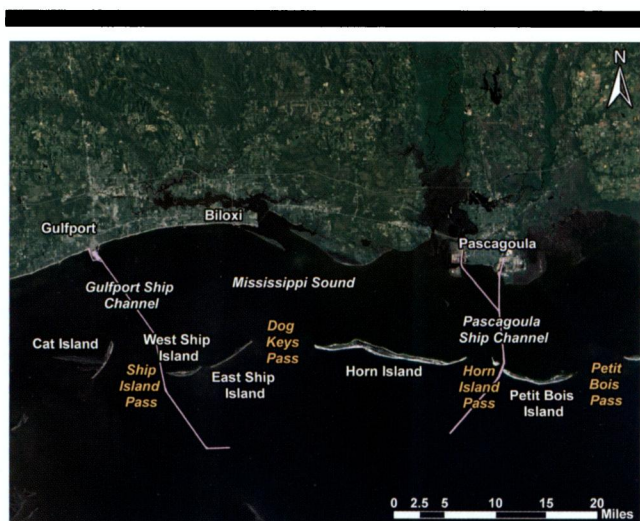 N
Biloxi
Gulfport
Pascagoula
Gulfport Ship
Channel
Mississippi Sound
Pascagoula
Ship Channel
Cat Island
West Ship
Island
Dog
Keys
Pass
Ship
Island
Pass
East Ship
Island
Horn Island
Horn
Island
Pass
Petit Bois
Island
Petit
Bois
Pass
0 2.5 5 10 15 20
Miles